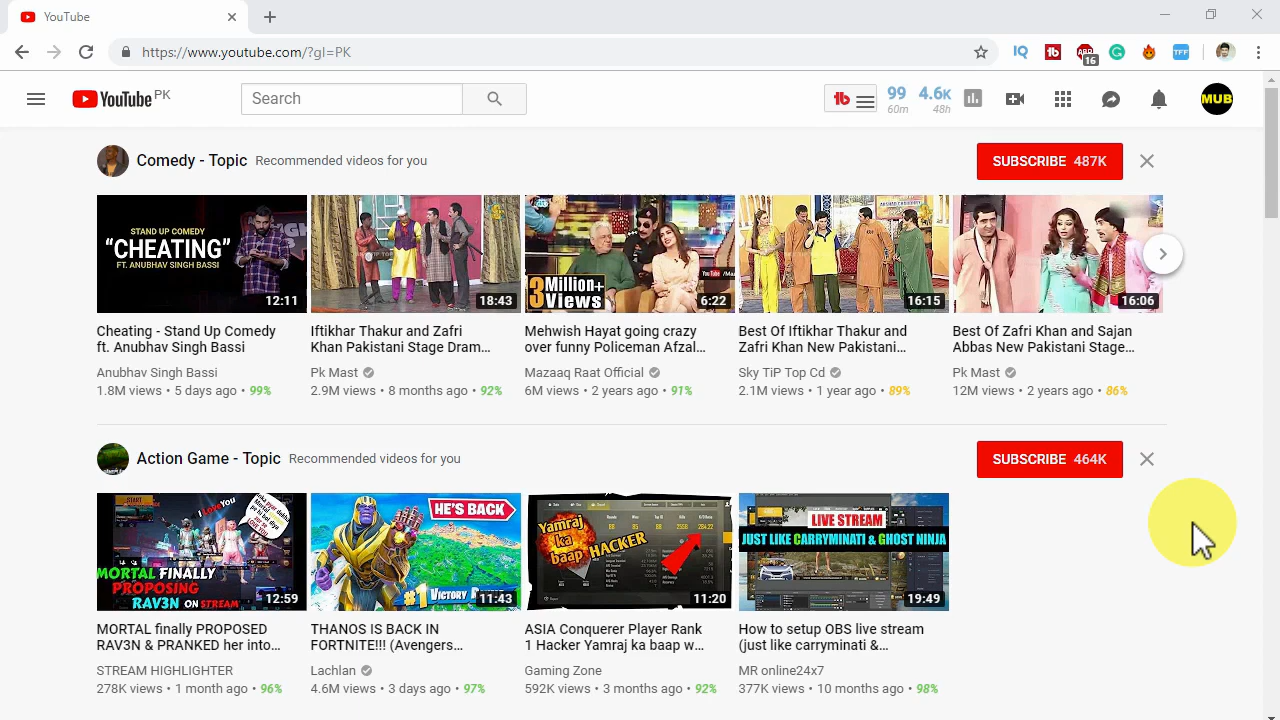 YouTube
https://www.youtube.com/?gl=PK
IQ
tb
ABD
16
G
TFF
YouTube PK
Search
tb
99
60m
4.6K
48h
MUB
Comedy - Topic Recommended videos for you
SUBSCRIBE 487K
STAND UP COMEDY
"CHEATING"
FT. ANUBHAV SINGH BASSI
12:11
18:43
3 Million+
Views
YouTube
6:22
16:15
16:06
Cheating - Stand Up Comedy
ft. Anubhav Singh Bassi
Anubhav Singh Bassi
1.8M views • 5 days ago • 99%
Iftikhar Thakur and Zafri
Khan Pakistani Stage Dram...
Pk Mast
2.9M views • 8 months ago • 92%
Mehwish Hayat going crazy
over funny Policeman Afzal...
Mazaaq Raat Official
6M views • 2 years ago • 91%
Best Of Iftikhar Thakur and
Zafri Khan New Pakistani...
Sky TiP Top Cd
2.1M views • 1 year ago • 89%
Best Of Zafri Khan and Sajan
Abbas New Pakistani Stage...
Pk Mast
12M views • 2 years ago • 86%
Action Game - Topic Recommended videos for you
SUBSCRIBE 464K
I Love You
MORTAL FINALLY
PROPOSING
RAV3N ON STREAM
12:59
HE'S BACK
#1 VICTORY
11:43
Yamraj
ka
baap
HACKER
11:20
LIVE STREAM
JUST LIKE CARRYMINATI & GHOST NINJA
19:49
MORTAL finally PROPOSED
RAV3N & PRANKED her into...
STREAM HIGHLIGHTER
278K views • 1 month ago • 96%
THANOS IS BACK IN
FORTNITE!!! (Avengers...
Lachlan
4.6M views • 3 days ago • 97%
ASIA Conquerer Player Rank
1 Hacker Yamraj ka baap w...
Gaming Zone
592K views • 3 months ago • 92%
How to setup OBS live stream
(just like carryminati &...
MR online24x7
377K views • 10 months ago • 98%